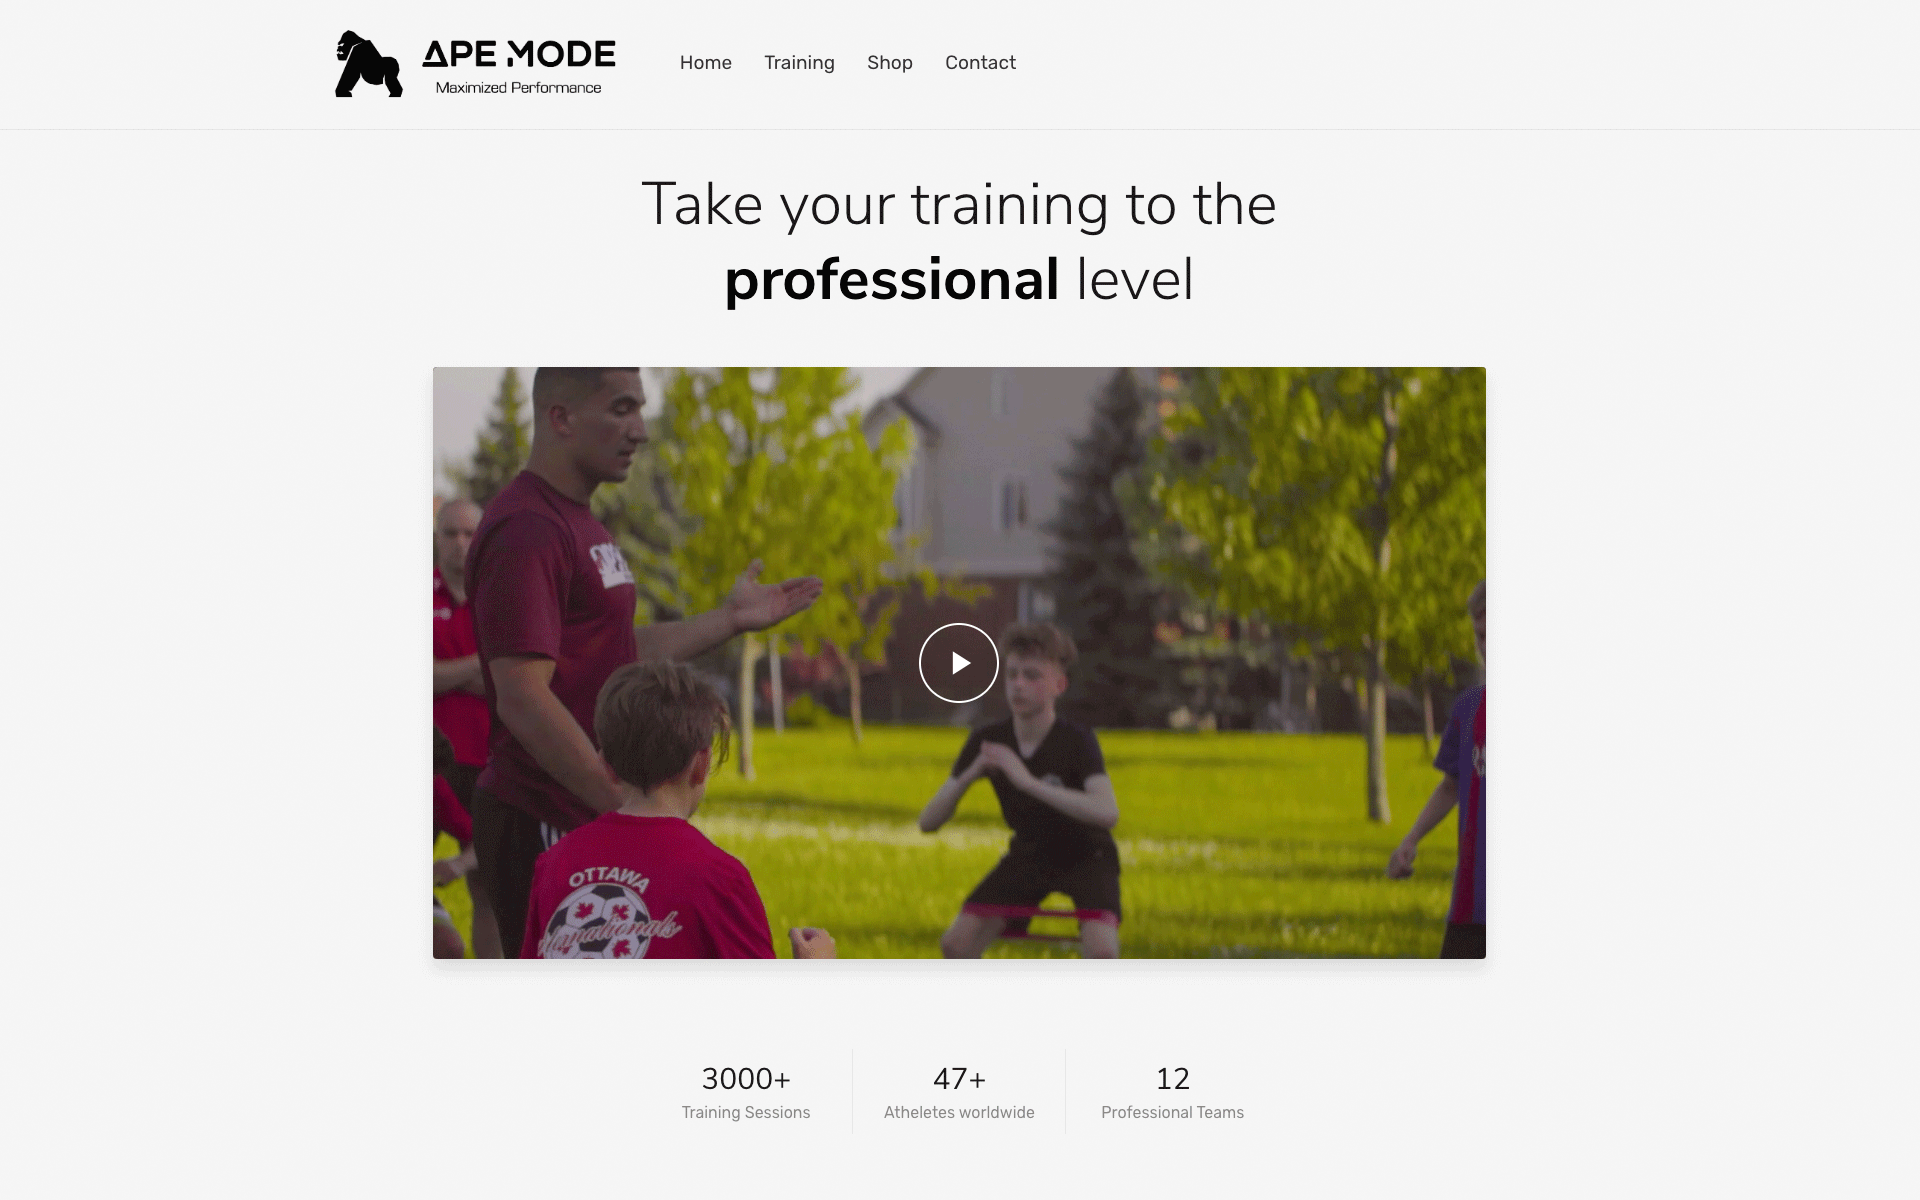 APE MODE
Maximized Performance
Home Training Shop Contact
Take your training to the
professional level
OTTAWA
3000+ 47+ 12
Training Sessions Atheletes worldwide Professional Teams